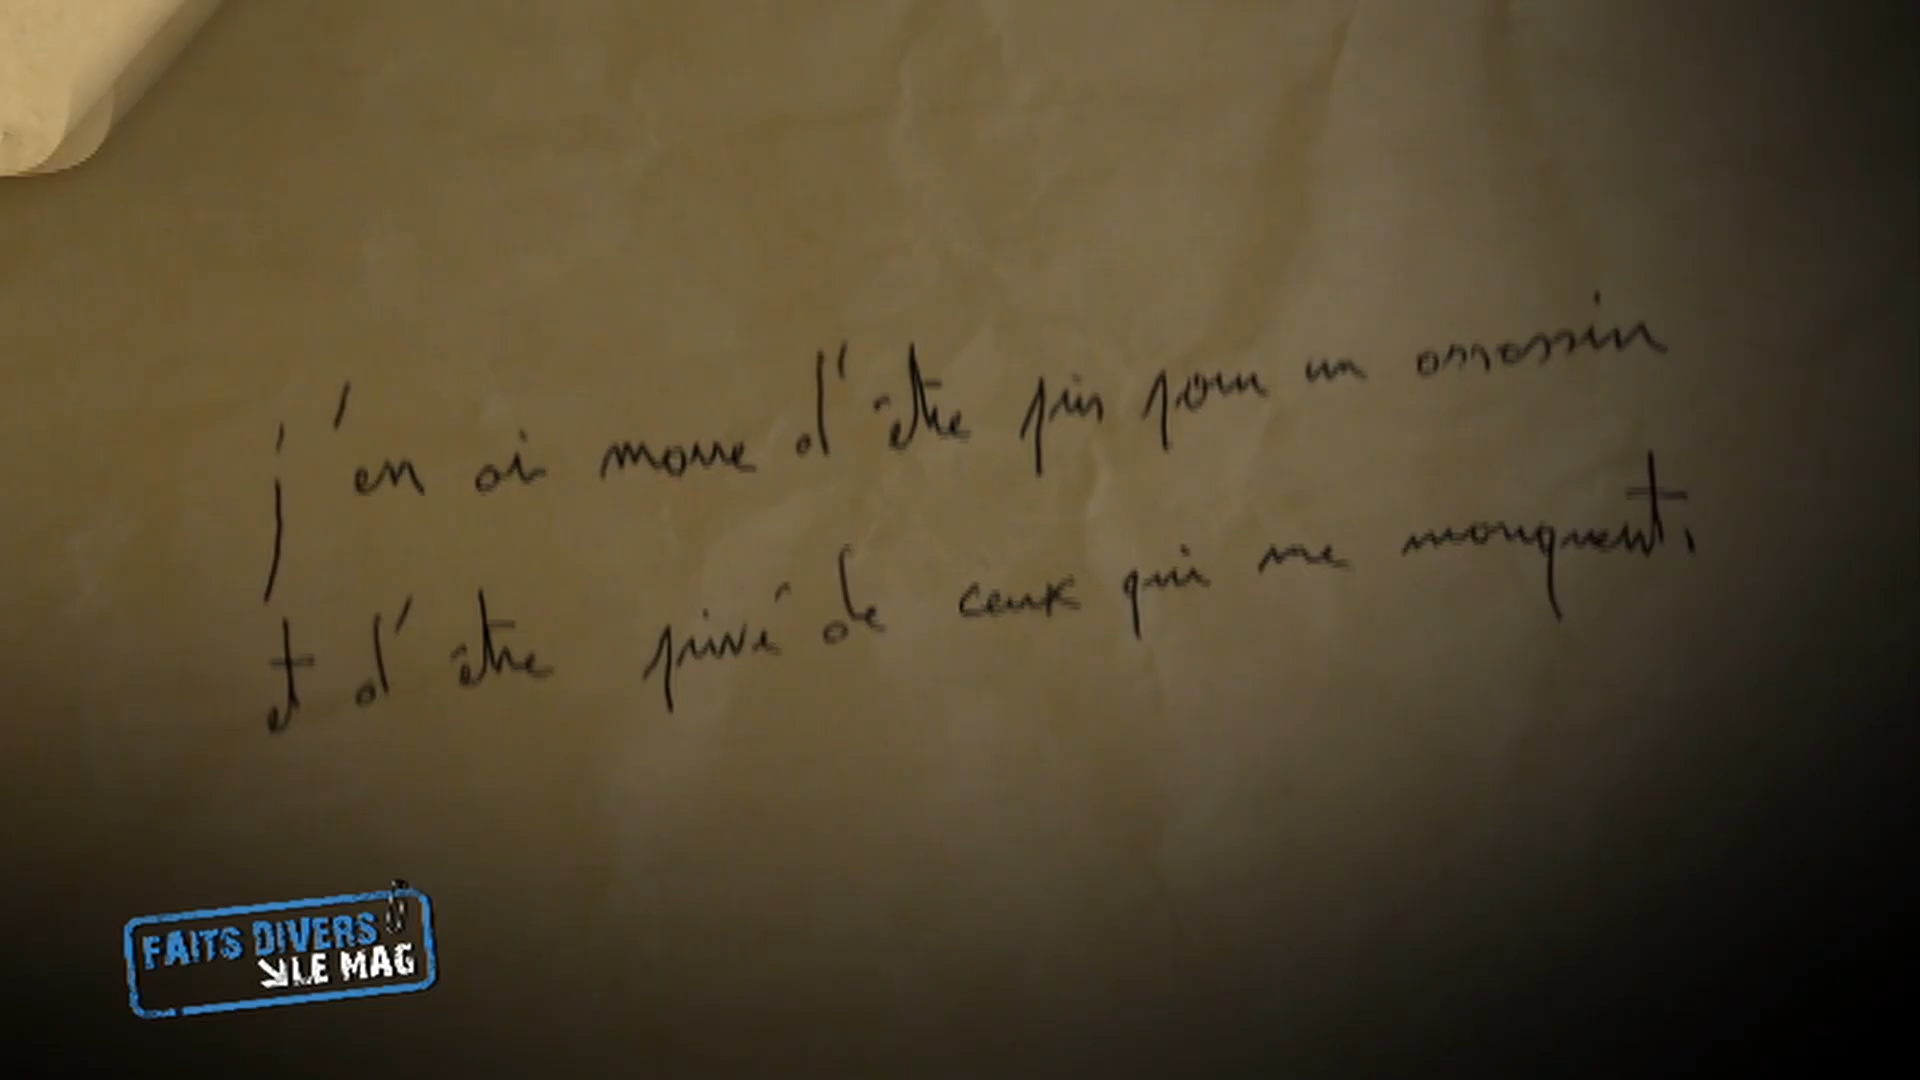 j'en ai marre d'être pris pour un assassin
et d'être privé de ceux qui me manquent.
FAITS DIVERS
LE MAG